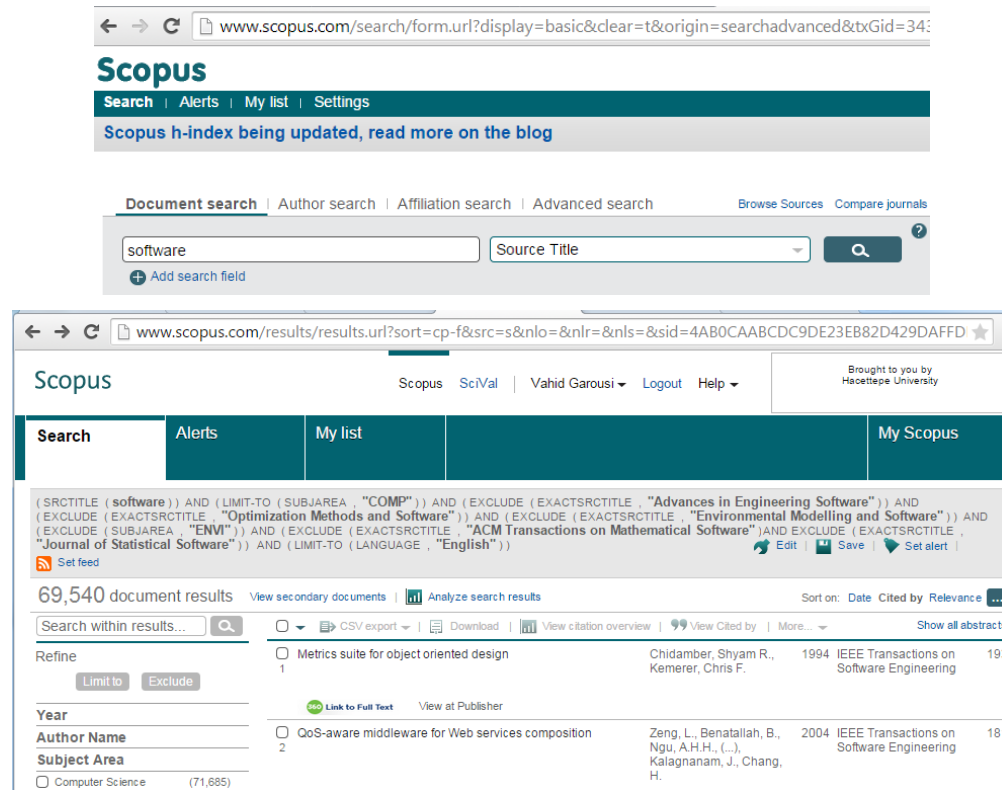 www.scopus.com/search/form.url?display=basic&clear=t&origin=searchadvanced&txGid=343
Scopus
Search | Alerts | My list | Settings
Scopus h-index being updated, read more on the blog
Document search | Author search | Affiliation search | Advanced search Browse Sources Compare journals
software Source Title
Add search field
www.scopus.com/results/results.url?sort=cp-f&src=s&nlo=&nlr=&nls=&sid=4AB0CAABCDC9DE23EB82D429DAFFD
Scopus Scopus SciVal | Vahid Garousi Logout Help Brought to you by
Hacettepe University
Search Alerts My list My Scopus
( SRCTITLE ( software ) ) AND ( LIMIT-TO ( SUBJAREA , "COMP" ) ) AND ( EXCLUDE ( EXACTSRCTITLE , "Advances in Engineering Software" ) ) AND
( EXCLUDE ( EXACTSRCTITLE , "Optimization Methods and Software" ) ) AND ( EXCLUDE ( EXACTSRCTITLE , "Environmental Modelling and Software" ) ) AND
( EXCLUDE ( SUBJAREA , "ENVI" ) ) AND ( EXCLUDE ( EXACTSRCTITLE , "ACM Transactions on Mathematical Software" )AND EXCLUDE ( EXACTSRCTITLE ,
"Journal of Statistical Software" ) ) AND ( LIMIT-TO ( LANGUAGE , "English" ) ) Edit | Save | Set alert |
Set feed
69,540 document results View secondary documents | Analyze search results Sort on: Date Cited by Relevance ...
Search within results... CSV export | Download | View citation overview | View Cited by | More... Show all abstracts
Refine
Limit to Exclude
Metrics suite for object oriented design Chidamber, Shyam R., 1994 IEEE Transactions on 193
1 Kemerer, Chris F. Software Engineering
360 Link to Full Text View at Publisher
Year
Author Name
Subject Area
Computer Science (71,685)
QoS-aware middleware for Web services composition Zeng, L., Benatallah, B., 2004 IEEE Transactions on 18
2 Ngu, A.H.H., (...), Software Engineering
Kalagnanam, J., Chang,
H.